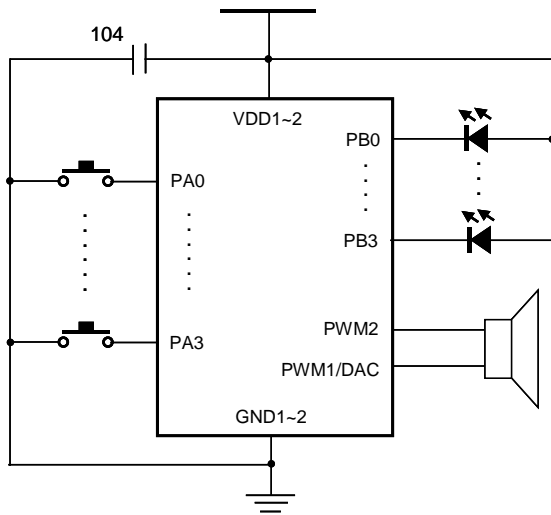 104
VDD1~2
PB0
PA0
PB3
PWM2
PA3
PWM1/DAC
GND1~2